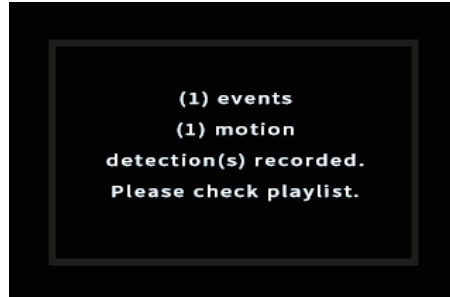 (1) events
(1) motion
detection(s) recorded.
Please check playlist.